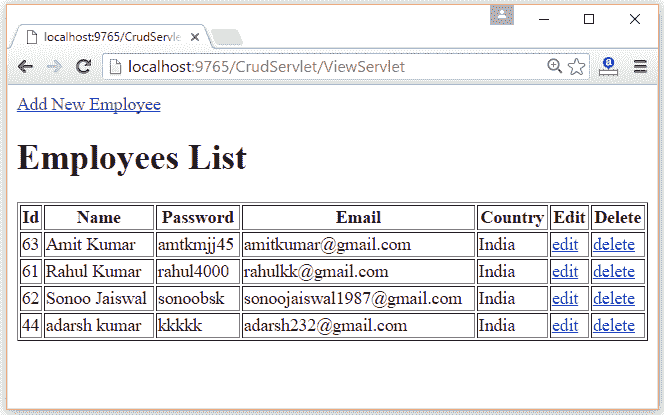 localhost:9765/CrudServle
localhost:9765/CrudServlet/ViewServlet
Add New Employee
Employees List
Id Name Password Email Country Edit Delete
63 Amit Kumar amtkmjj45 amitkumar@gmail.com India edit delete
61 Rahul Kumar rahul4000 rahulkk@gmail.com India edit delete
62 Sonoo Jaiswal sonoobsk sonoojaiswal1987@gmail.com India edit delete
44 adarsh kumar kkkkk adarsh232@gmail.com India edit delete